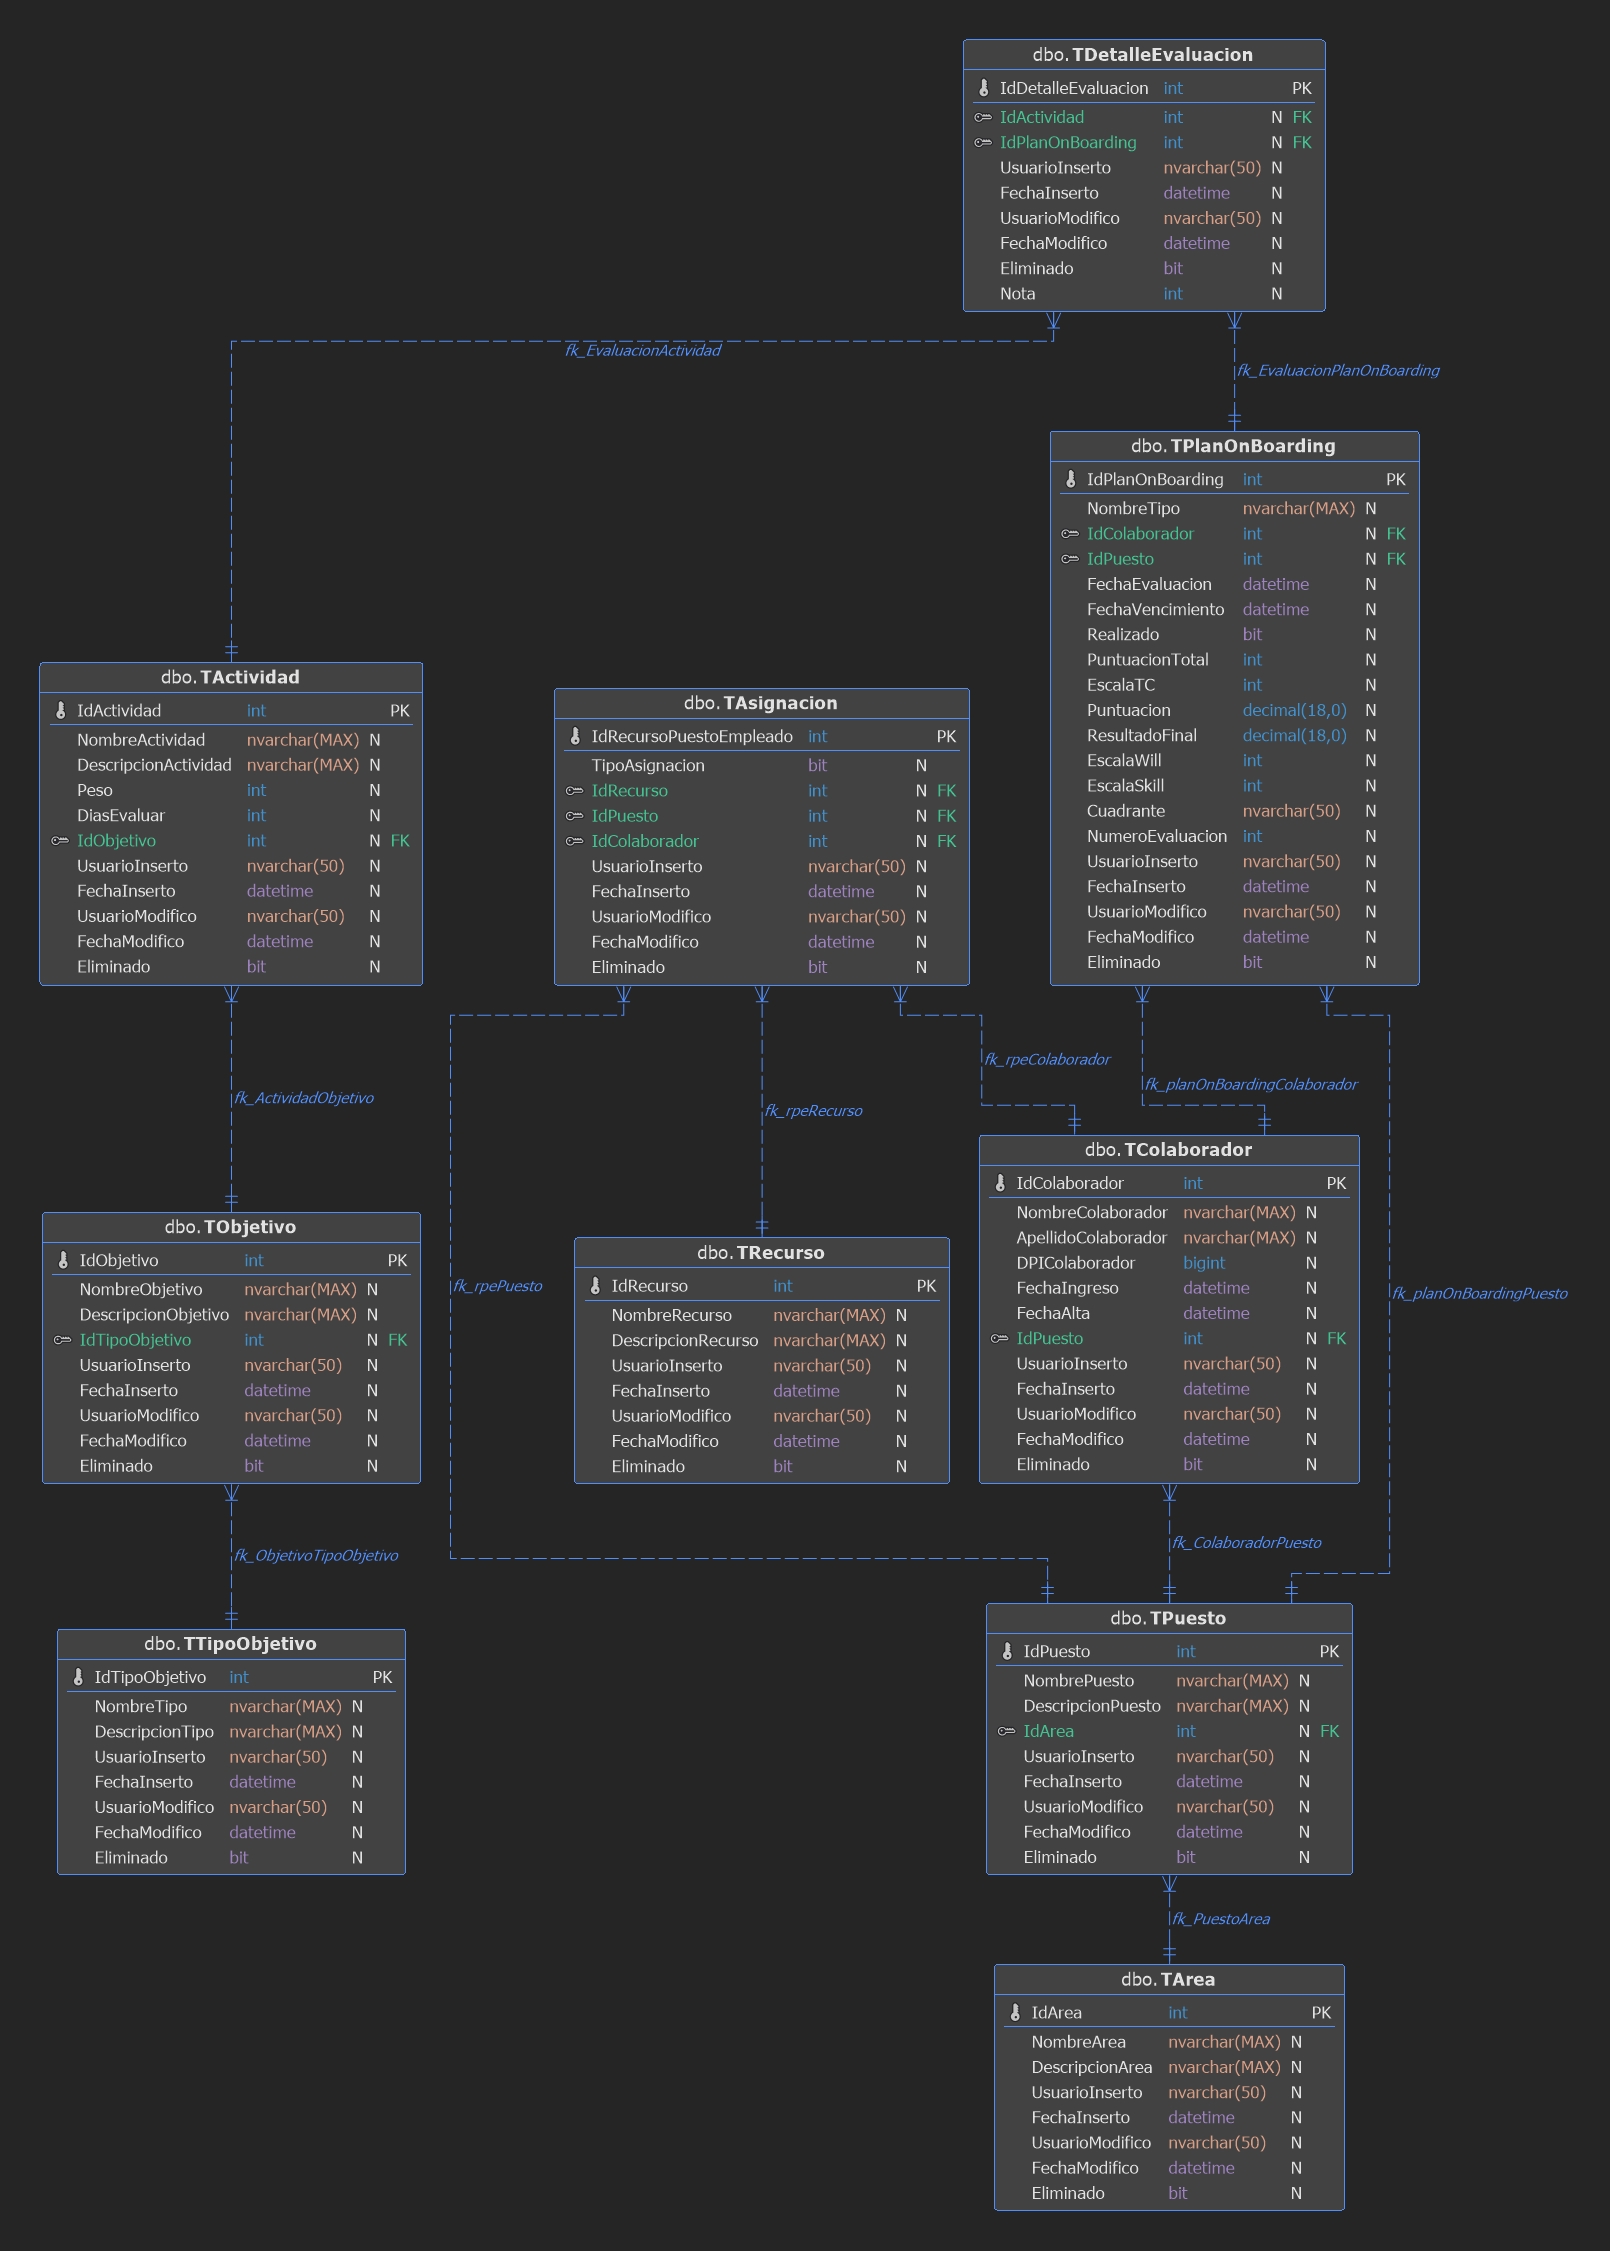 dbo.TDetalleEvaluacion
IdDetalleEvaluacion int PK
IdActividad int N FK
IdPlanOnBoarding int N FK
UsuarioInserto nvarchar(50) N
FechaInserto datetime N
UsuarioModifico nvarchar(50) N
FechaModifico datetime N
Eliminado bit N
Nota int N
fk_EvaluacionActividad
fk_EvaluacionPlanOnBoarding
dbo.TPlanOnBoarding
IdPlanOnBoarding int PK
NombreTipo nvarchar(MAX) N
IdColaborador int N FK
IdPuesto int N FK
FechaEvaluacion datetime N
FechaVencimiento datetime N
Realizado bit N
PuntuacionTotal int N
EscalaTC int N
Puntuacion decimal(18,0) N
ResultadoFinal decimal(18,0) N
EscalaWill int N
EscalaSkill int N
Cuadrante nvarchar(50) N
NumeroEvaluacion int N
UsuarioInserto nvarchar(50) N
FechaInserto datetime N
UsuarioModifico nvarchar(50) N
FechaModifico datetime N
Eliminado bit N
dbo.TActividad
IdActividad int PK
NombreActividad nvarchar(MAX) N
DescripcionActividad nvarchar(MAX) N
Peso int N
DiasEvaluar int N
IdObjetivo int N FK
UsuarioInserto nvarchar(50) N
FechaInserto datetime N
UsuarioModifico nvarchar(50) N
FechaModifico datetime N
Eliminado bit N
dbo.TAsignacion
IdRecursoPuestoEmpleado int PK
TipoAsignacion bit N
IdRecurso int N FK
IdPuesto int N FK
IdColaborador int N FK
UsuarioInserto nvarchar(50) N
FechaInserto datetime N
UsuarioModifico nvarchar(50) N
FechaModifico datetime N
Eliminado bit N
fk_rpeColaborador
fk_planOnBoardingColaborador
fk_ActividadObjetivo
fk_rpeRecurso
dbo.TColaborador
IdColaborador int PK
NombreColaborador nvarchar(MAX) N
ApellidoColaborador nvarchar(MAX) N
DPIColaborador bigint N
FechaIngreso datetime N
FechaAlta datetime N
IdPuesto int N FK
UsuarioInserto nvarchar(50) N
FechaInserto datetime N
UsuarioModifico nvarchar(50) N
FechaModifico datetime N
Eliminado bit N
dbo.TObjetivo
IdObjetivo int PK
NombreObjetivo nvarchar(MAX) N
DescripcionObjetivo nvarchar(MAX) N
IdTipoObjetivo int N FK
UsuarioInserto nvarchar(50) N
FechaInserto datetime N
UsuarioModifico nvarchar(50) N
FechaModifico datetime N
Eliminado bit N
fk_rpePuesto
dbo.TRecurso
IdRecurso int PK
NombreRecurso nvarchar(MAX) N
DescripcionRecurso nvarchar(MAX) N
UsuarioInserto nvarchar(50) N
FechaInserto datetime N
UsuarioModifico nvarchar(50) N
FechaModifico datetime N
Eliminado bit N
fk_planOnBoardingPuesto
fk_ColaboradorPuesto
fk_ObjetivoTipoObjetivo
dbo.TTipoObjetivo
IdTipoObjetivo int PK
NombreTipo nvarchar(MAX) N
DescripcionTipo nvarchar(MAX) N
UsuarioInserto nvarchar(50) N
FechaInserto datetime N
UsuarioModifico nvarchar(50) N
FechaModifico datetime N
Eliminado bit N
dbo.TPuesto
IdPuesto int PK
NombrePuesto nvarchar(MAX) N
DescripcionPuesto nvarchar(MAX) N
IdArea int N FK
UsuarioInserto nvarchar(50) N
FechaInserto datetime N
UsuarioModifico nvarchar(50) N
FechaModifico datetime N
Eliminado bit N
fk_PuestoArea
dbo.TArea
IdArea int PK
NombreArea nvarchar(MAX) N
DescripcionArea nvarchar(MAX) N
UsuarioInserto nvarchar(50) N
FechaInserto datetime N
UsuarioModifico nvarchar(50) N
FechaModifico datetime N
Eliminado bit N